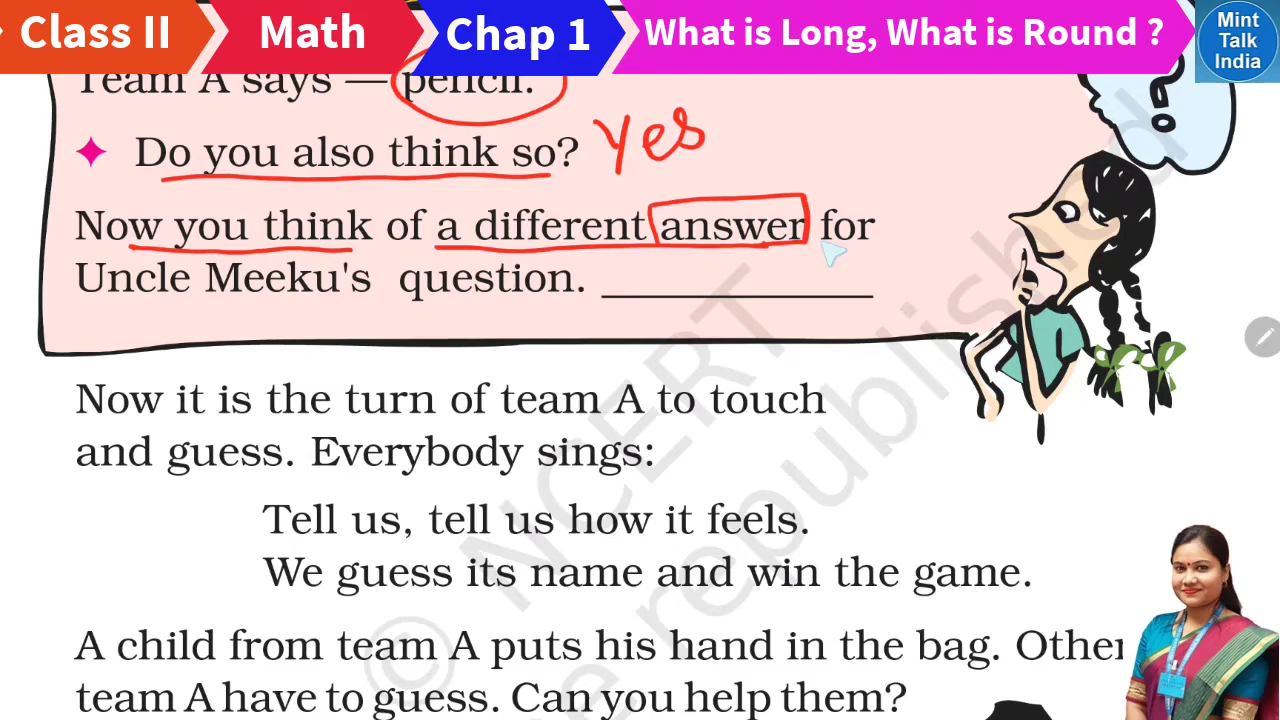 Class II Math Chap 1 What is Long, What is Round ?
Mint
Talk
India
Team A says — pencil.
Do you also think so? Yes
Now you think of a different answer for
Uncle Meeku's question. ____________
?
Now it is the turn of team A to touch
and guess. Everybody sings:
Tell us, tell us how it feels.
We guess its name and win the game.
A child from team A puts his hand in the bag. Other
team A have to guess. Can you help them?
© NCERT
be republished